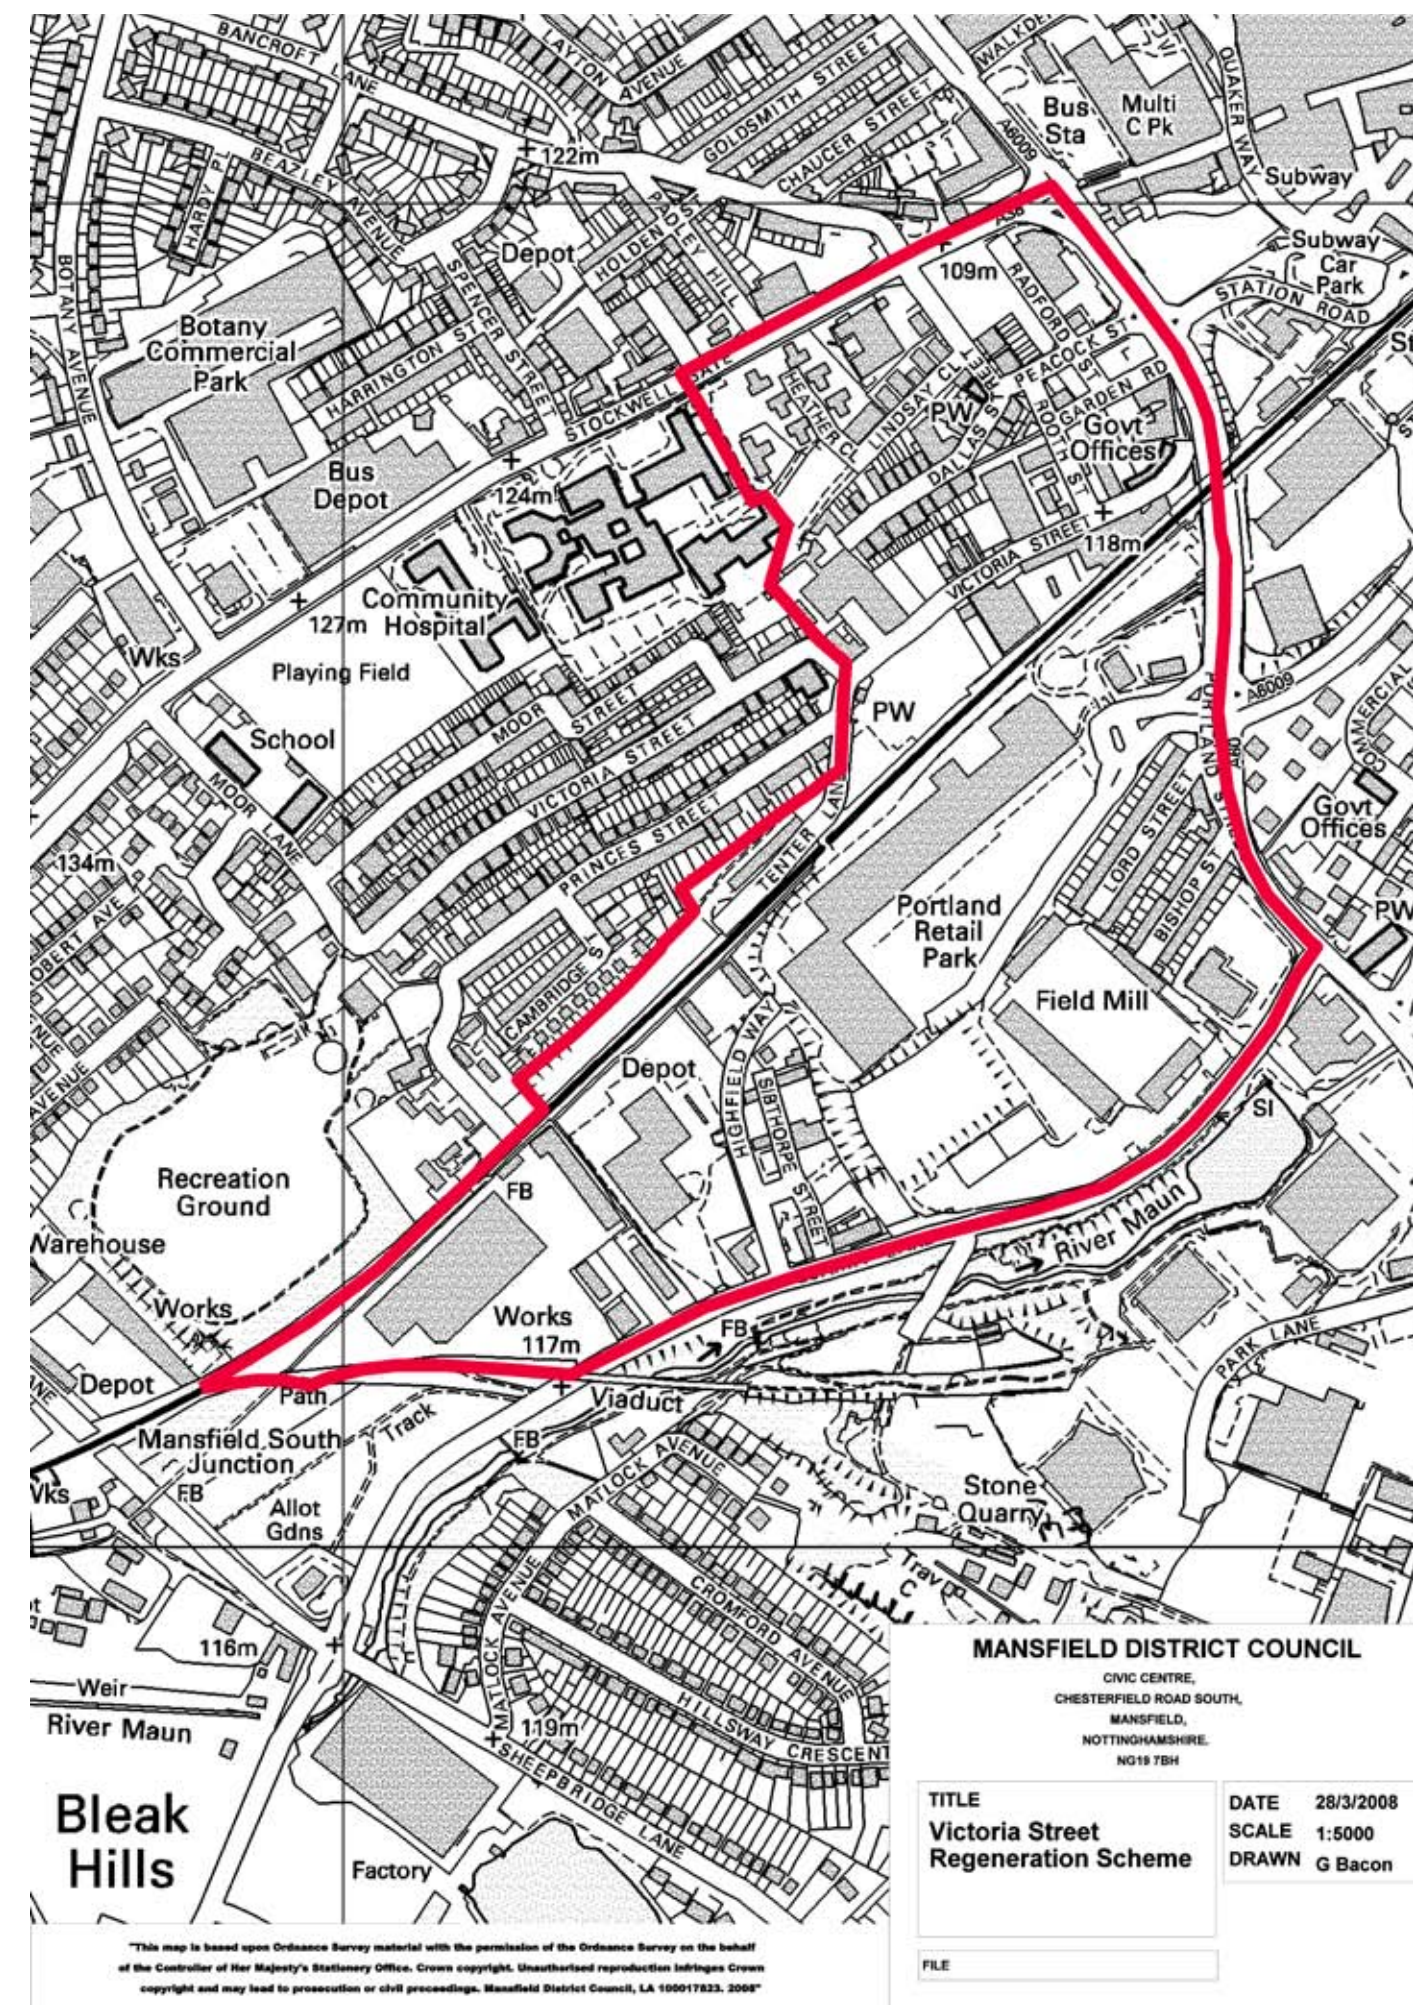 BANCROFT LANE
LAYTON AVENUE
GOLDSMITH STREET
CHAUCER STREET
QUAKER WAY
Bus
Sta
Multi
C Pk
A6009
Subway
122m
BEAZLEY AVENUE
BOTANY AVENUE
SPENCER STREET
Depot
PADLEY HILL
109m
RADFORD ST
Subway
Car
Park
STATION ROAD
Botany
Commercial
Park
HARRINGTON ST
STOCKWELL GATE
HEATHER CL
LINDSAY CL
PEACOCK ST
GARDEN RD
PW
DALLAS STREET
ROOTH ST
Govt
Offices
Bus
Depot
124m
VICTORIA STREET
118m
Community
Hospital
127m
Wks
Playing Field
School
MOOR STREET
VICTORIA STREET
PRINCES STREET
MOOR LANE
PW
A6009
PORTLAND
COMMERCIAL
TENTER LANE
LORD STREET
BISHOP S
Govt
Offices
PW
134m
OBERT AVE
AVENUE
CAMBRIDGE ST
Portland
Retail
Park
Field Mill
Depot
HIGHFIELD WAY
SIBTHORPE STREET
SI
River Maun
Recreation
Ground
Warehouse
FB
Works
Works
117m
FB
PARK LANE
Depot
Path
Track
Viaduct
Mansfield South
Junction
FB
FB
Allot
Gdns
MATLOCK AVENUE
Stone
Quarry
MATLOCK AVENUE
CROMFORD AVENUE
HILLSWAY CRESCENT
116m
Weir
River Maun
119m
SHEEPBRIDGE LANE
Bleak
Hills
Factory
MANSFIELD DISTRICT COUNCIL
CIVIC CENTRE,
CHESTERFIELD ROAD SOUTH,
MANSFIELD,
NOTTINGHAMSHIRE.
NG19 7BH
TITLE
Victoria Street
Regeneration Scheme
DATE 28/3/2008
SCALE 1:5000
DRAWN G Bacon
FILE
"This map is based upon Ordnance Survey material with the permission of the Ordnance Survey on the behalf
of the Controller of Her Majesty's Stationery Office. Crown copyright. Unauthorised reproduction infringes Crown
copyright and may lead to prosecution or civil proceedings. Mansfield District Council, LA 100017823. 2008"